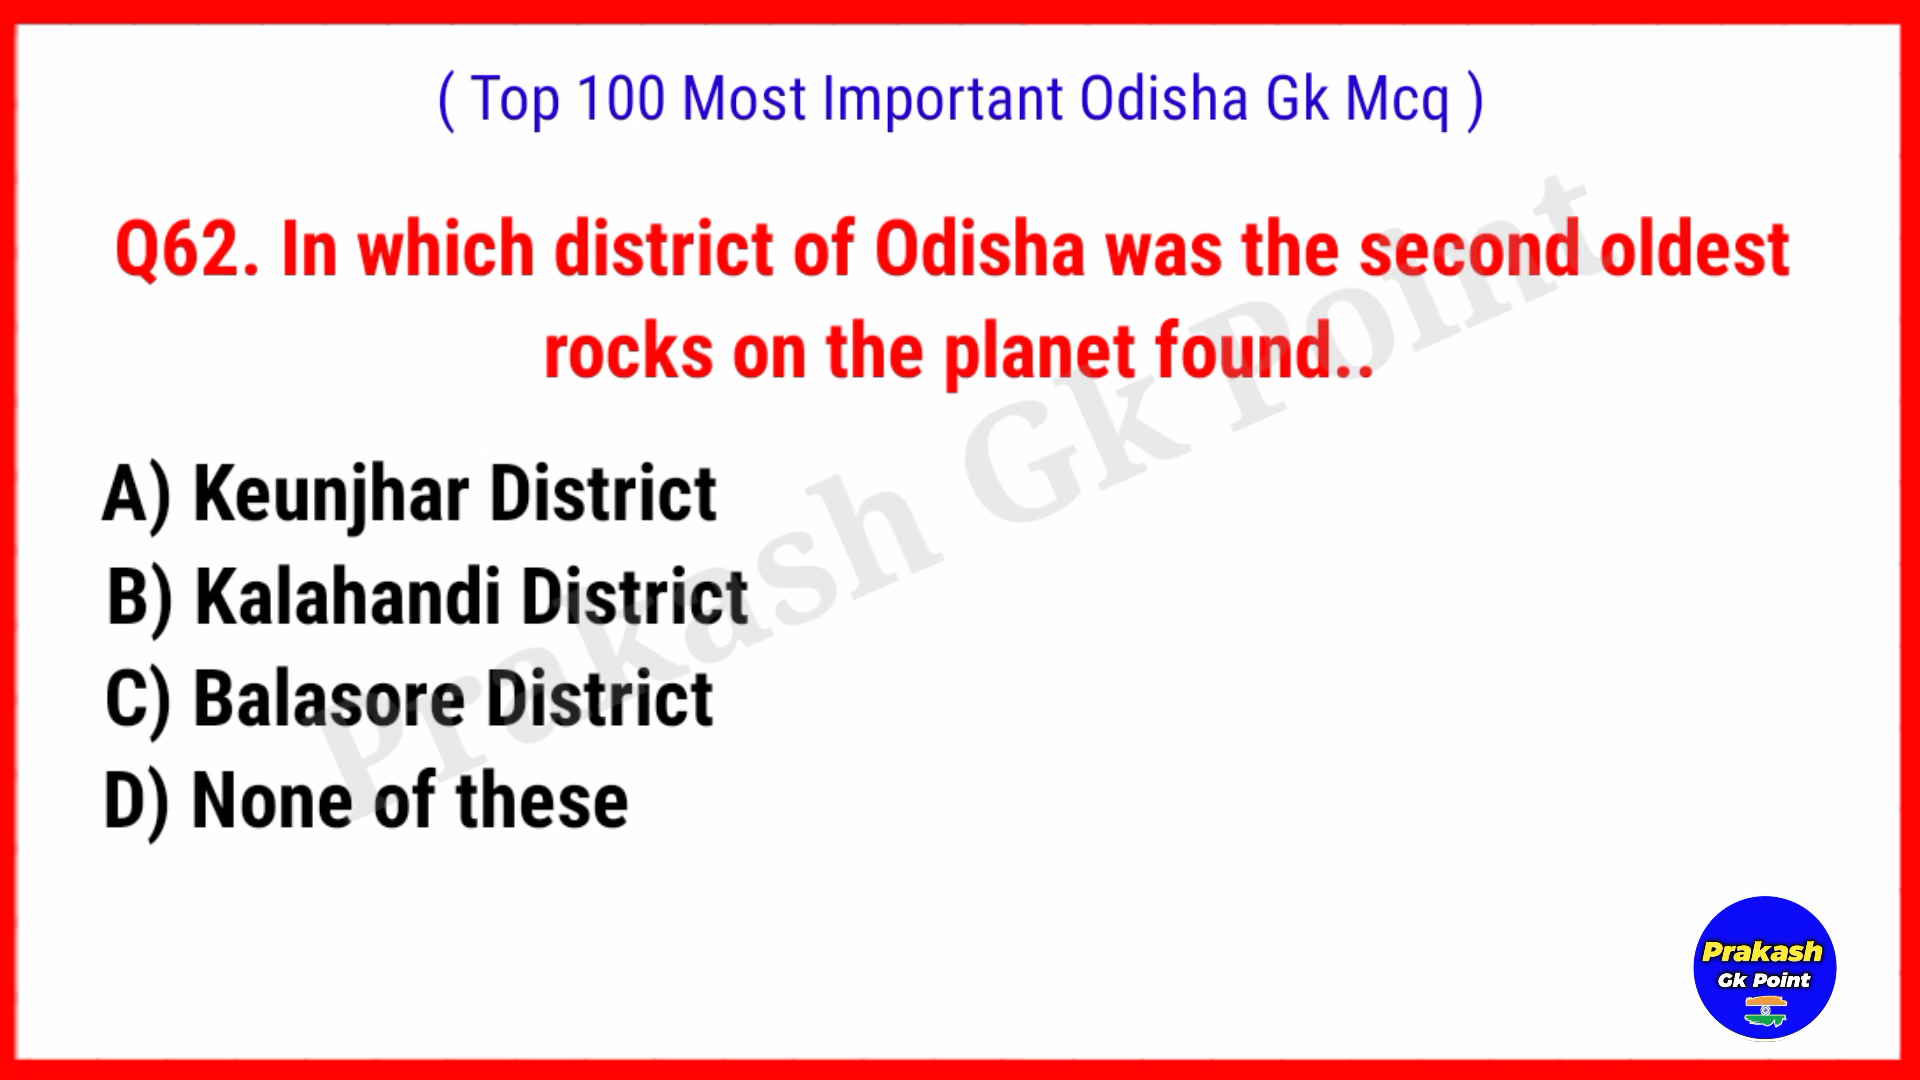 ( Top 100 Most Important Odisha Gk Mcq )
Q62. In which district of Odisha was the second oldest
rocks on the planet found..
A) Keunjhar District
B) Kalahandi District
C) Balasore District
D) None of these
Prakash Gk Point
Prakash
Gk Point